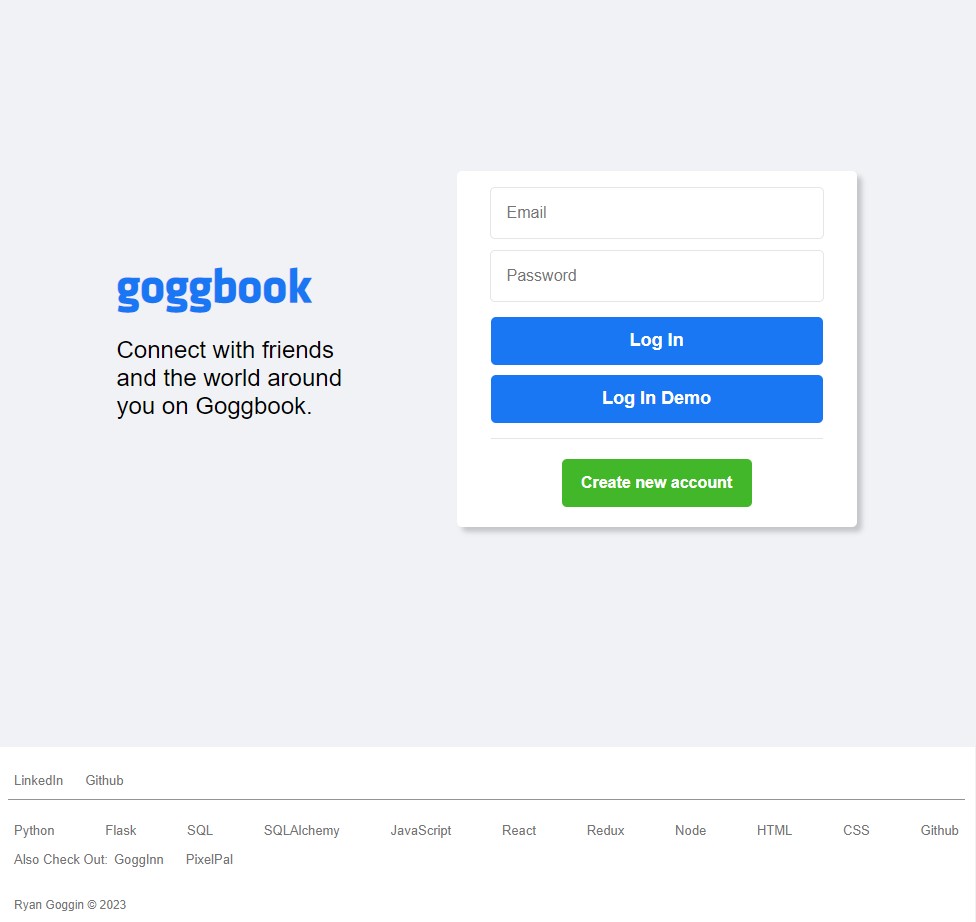 goggbook
Connect with friends
and the world around
you on Goggbook.
Email
Password
Log In
Log In Demo
Create new account
LinkedIn Github
Python Flask SQL SQLAlchemy JavaScript React Redux Node HTML CSS Github
Also Check Out: GoggInn PixelPal
Ryan Goggin © 2023